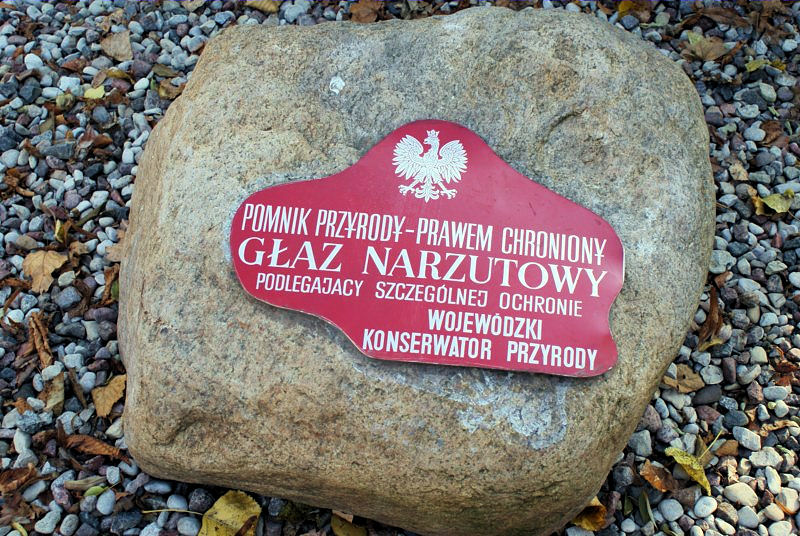 POMNIK PRZYRODY-PRAWEM CHRONIONY
GŁAZ NARZUTOWY
PODLEGAJACY SZCZEGÓLNEJ OCHRONIE
WOJEWÓDZKI
KONSERWATOR PRZYRODY